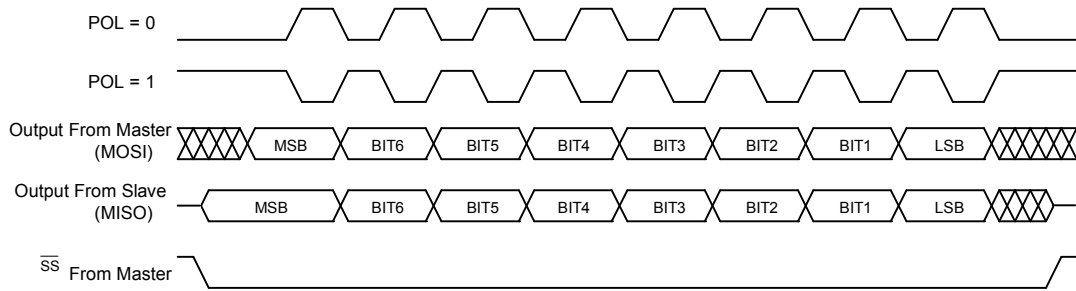 POL = 0
POL = 1
Output From Master
(MOSI)
MSB BIT6 BIT5 BIT4 BIT3 BIT2 BIT1 LSB
Output From Slave
(MISO)
MSB BIT6 BIT5 BIT4 BIT3 BIT2 BIT1 LSB
S̅S̅ From Master